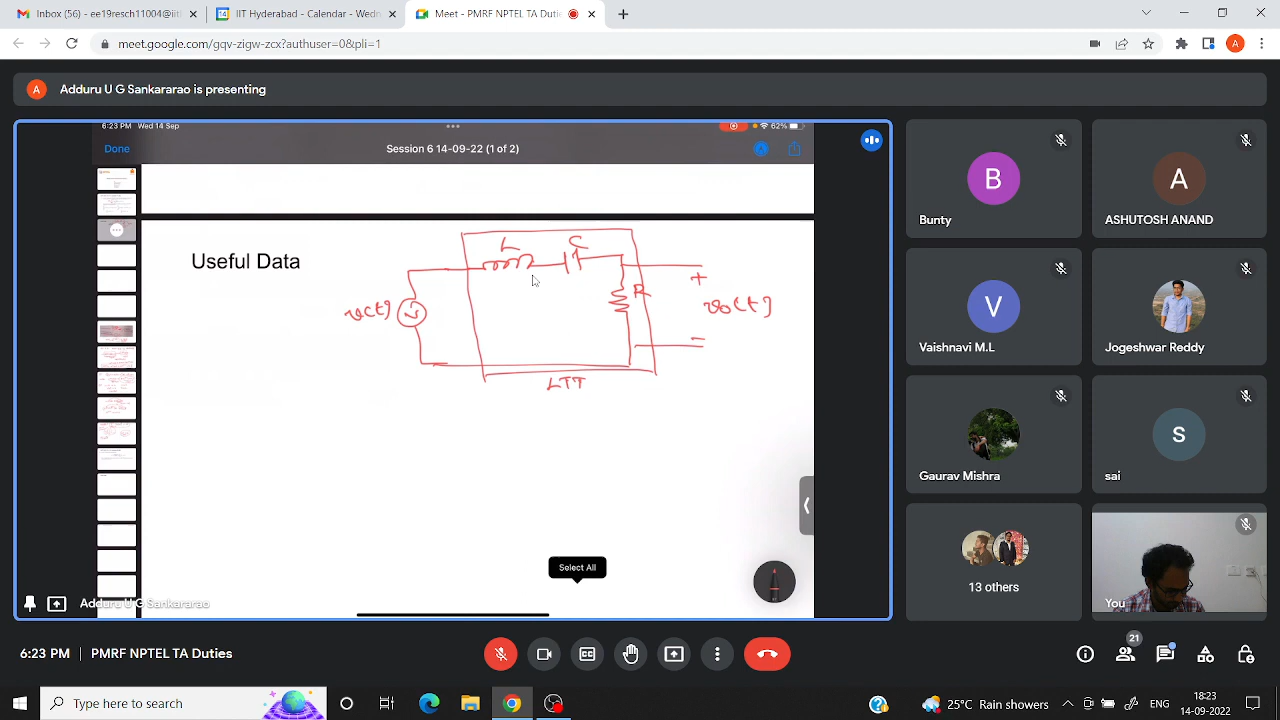 Inbox (56) - ee19resch11041@iitl
IIT Hyderabad - Calendar - Wedn
Meet - PMRF NPTEL TA Dutie
meet.google.com/gqv-zigw-zcx?authuser=0&pli=1
A
A
Adduru U G Sankararao is presenting
6:23 PM Wed 14 Sep
62%
Done
Session 6 14-09-22 (1 of 2)
A
Useful Data
L
C
R
v(t)
+
vo(t)
-
LTI
Select All
Adduru U G Sankararao
B
Bunty
A
ASHUTOSH ANAND
V
Vaishnavi M.L
Jogeshwar Reddy
Gaurav Mishra
S
sai
13 others
You
6:23 PM | PMRF NPTEL TA Duties
21
Type here to search
25°C Rain showers
ENG
18:23
14-09-2022